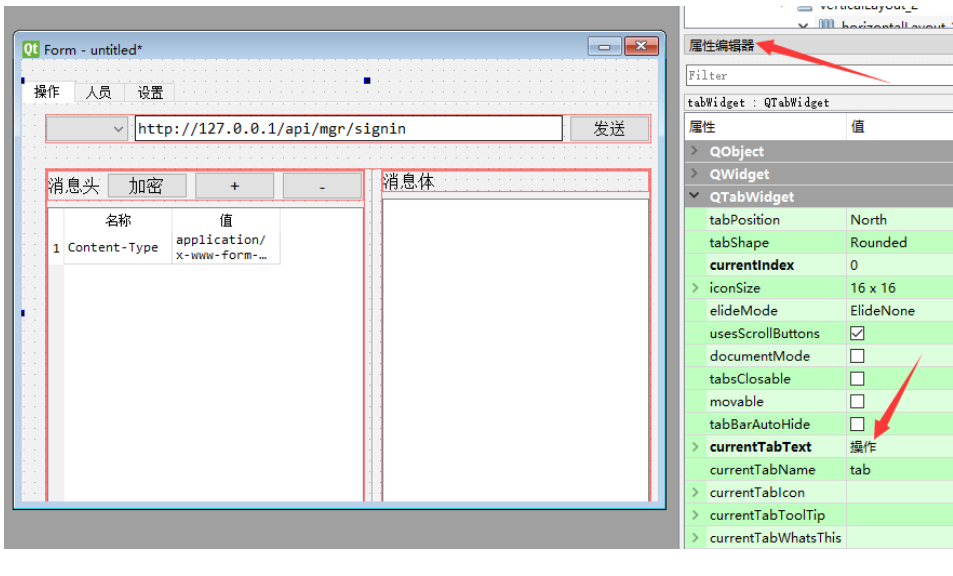 Form - untitled*
操作 人员 设置
http://127.0.0.1/api/mgr/signin 发送
消息头 加密 + - 消息体
名称 值
1 Content-Type application/
x-www-form-…
verticalLayout_2
horizontalLayout
属性编辑器
Filter
tabWidget : QTabWidget
属性 值
QObject
QWidget
QTabWidget
tabPosition North
tabShape Rounded
currentIndex 0
iconSize 16 x 16
elideMode ElideNone
usesScrollButtons
documentMode
tabsClosable
movable
tabBarAutoHide
currentTabText 操作
currentTabName tab
currentTabIcon
currentTabToolTip
currentTabWhatsThis